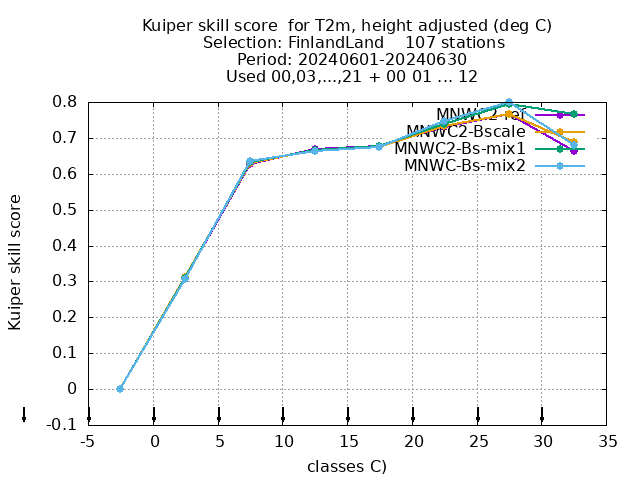 Kuiper skill score  for T2m, height adjusted (deg C)
Selection: FinlandLand    107 stations
Period: 20240601-20240630
Used 00,03,...,21 + 00 01 ... 12
Kuiper skill score
0.8
0.7
0.6
0.5
0.4
0.3
0.2
0.1
0
-0.1
MNWC2-Bscale
MNWC2-Bs-mix1
MNWC-Bs-mix2
-5 0 5 10 15 20 25 30 35
classes C)